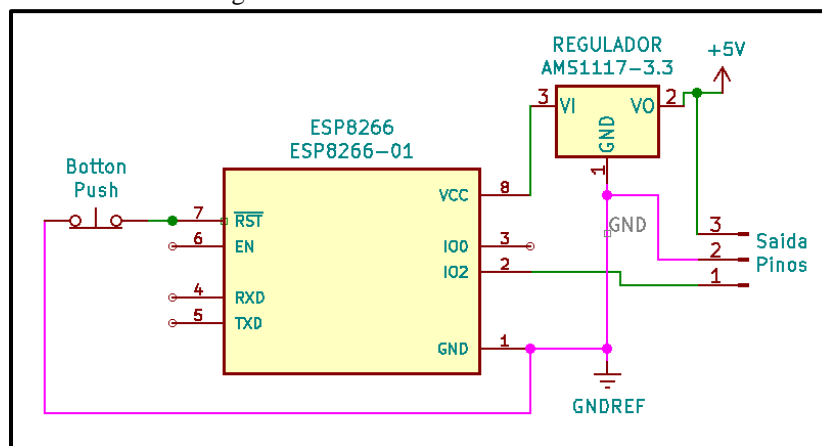 REGULADOR
AMS1117-3.3
+5V
3 VI VO 2
GND
1
ESP8266
ESP8266-01
Botton
Push
7 RST
6 EN
4 RXD
5 TXD
VCC 8
IO0 3
IO2 2
GND 1
GND
3
2
1
Saida
Pinos
GNDREF